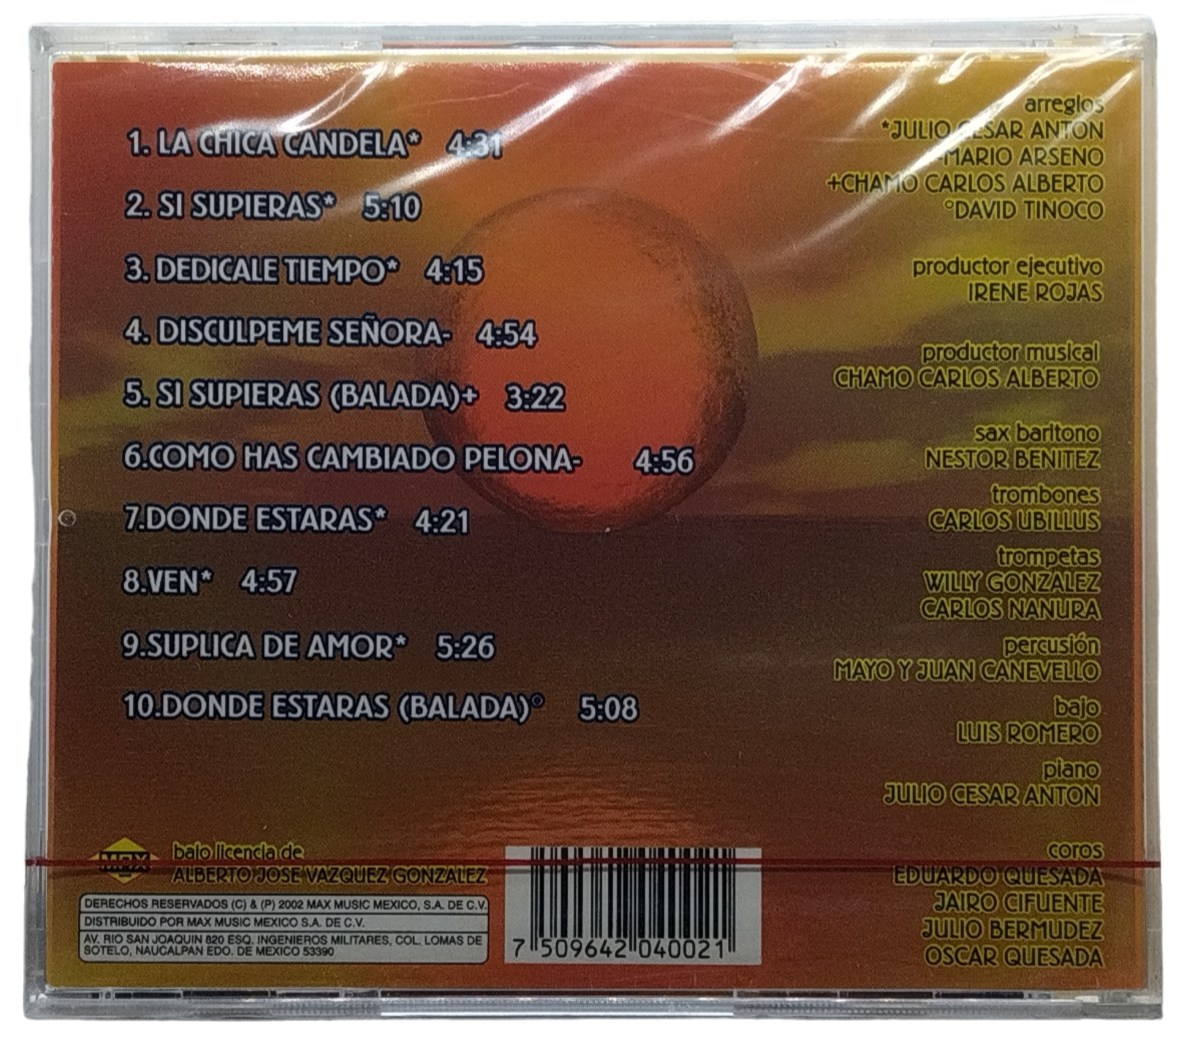 1. LA CHICA CANDELA* 4:31
2. SI SUPIERAS* 5:10
3. DEDICALE TIEMPO* 4:15
4. DISCULPEME SEÑORA- 4:54
5. SI SUPIERAS (BALADA)+ 3:22
6.COMO HAS CAMBIADO PELONA- 4:56
7.DONDE ESTARAS* 4:21
8.VEN* 4:57
9.SUPLICA DE AMOR* 5:26
10.DONDE ESTARAS (BALADA)° 5:08
arreglos
*JULIO CESAR ANTON
-MARIO ARSENO
+CHAMO CARLOS ALBERTO
°DAVID TINOCO
productor ejecutivo
IRENE ROJAS
productor musical
CHAMO CARLOS ALBERTO
sax baritono
NESTOR BENITEZ
trombones
CARLOS UBILLUS
trompetas
WILLY GONZALEZ
CARLOS NANURA
percusión
MAYO Y JUAN CANEVELLO
bajo
LUIS ROMERO
piano
JULIO CESAR ANTON
coros
EDUARDO QUESADA
JAIRO CIFUENTE
JULIO BERMUDEZ
OSCAR QUESADA
MAX
bajo licencia de
ALBERTO JOSE VAZQUEZ GONZALEZ
DERECHOS RESERVADOS (C) & (P) 2002 MAX MUSIC MEXICO, S.A. DE C.V.
DISTRIBUIDO POR MAX MUSIC MEXICO S.A. DE C.V.
AV. RIO SAN JOAQUIN 820 ESQ. INGENIEROS MILITARES, COL. LOMAS DE
SOTELO, NAUCALPAN EDO. DE MEXICO 53390
7 509642 040021